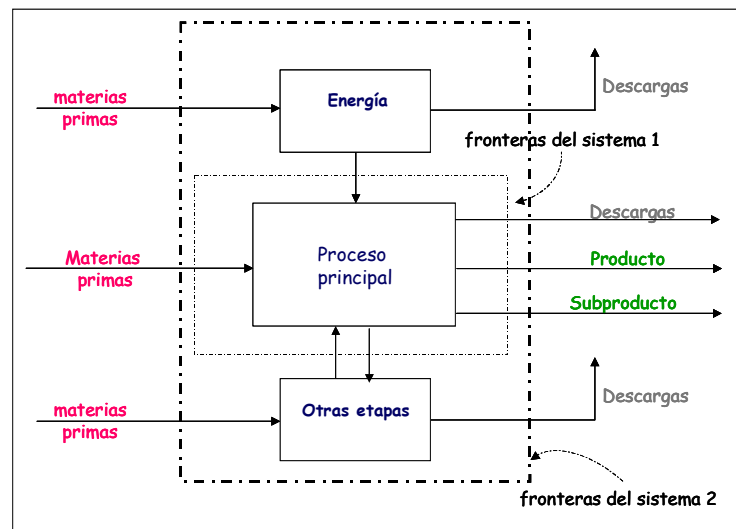 materias
primas
Energía
Descargas
fronteras del sistema 1
Materias
primas
Proceso
principal
Descargas
Producto
Subproducto
materias
primas
Otras etapas
Descargas
fronteras del sistema 2